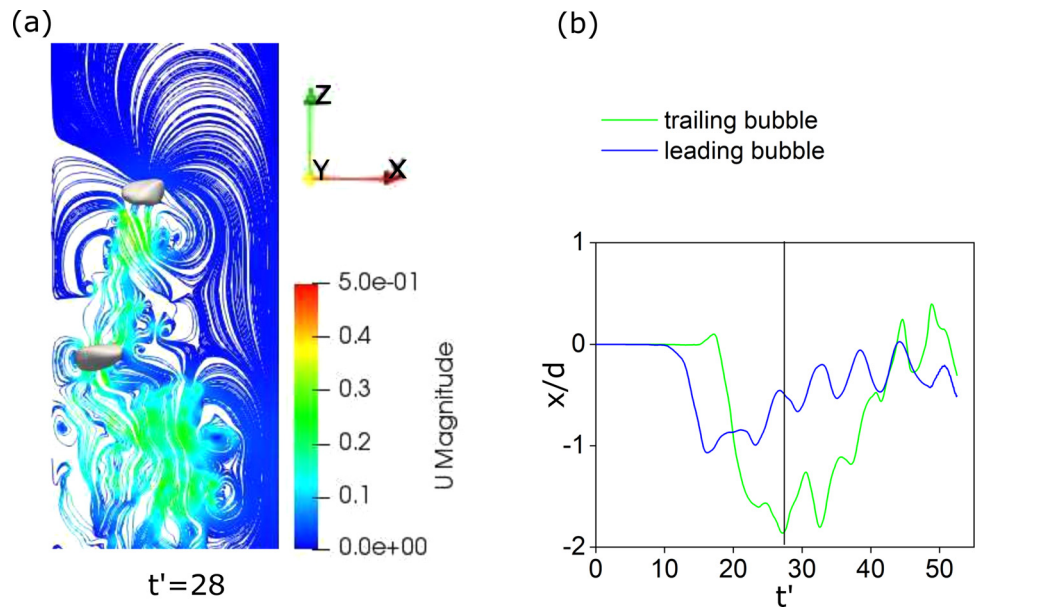 (a)
Z
Y
X
5.0e-01
0.4
0.3
0.2
0.1
0.0e+00
U Magnitude
t'=28
(b)
trailing bubble
leading bubble
1
0
-1
-2
x/d
0 10 20 30 40 50
t'